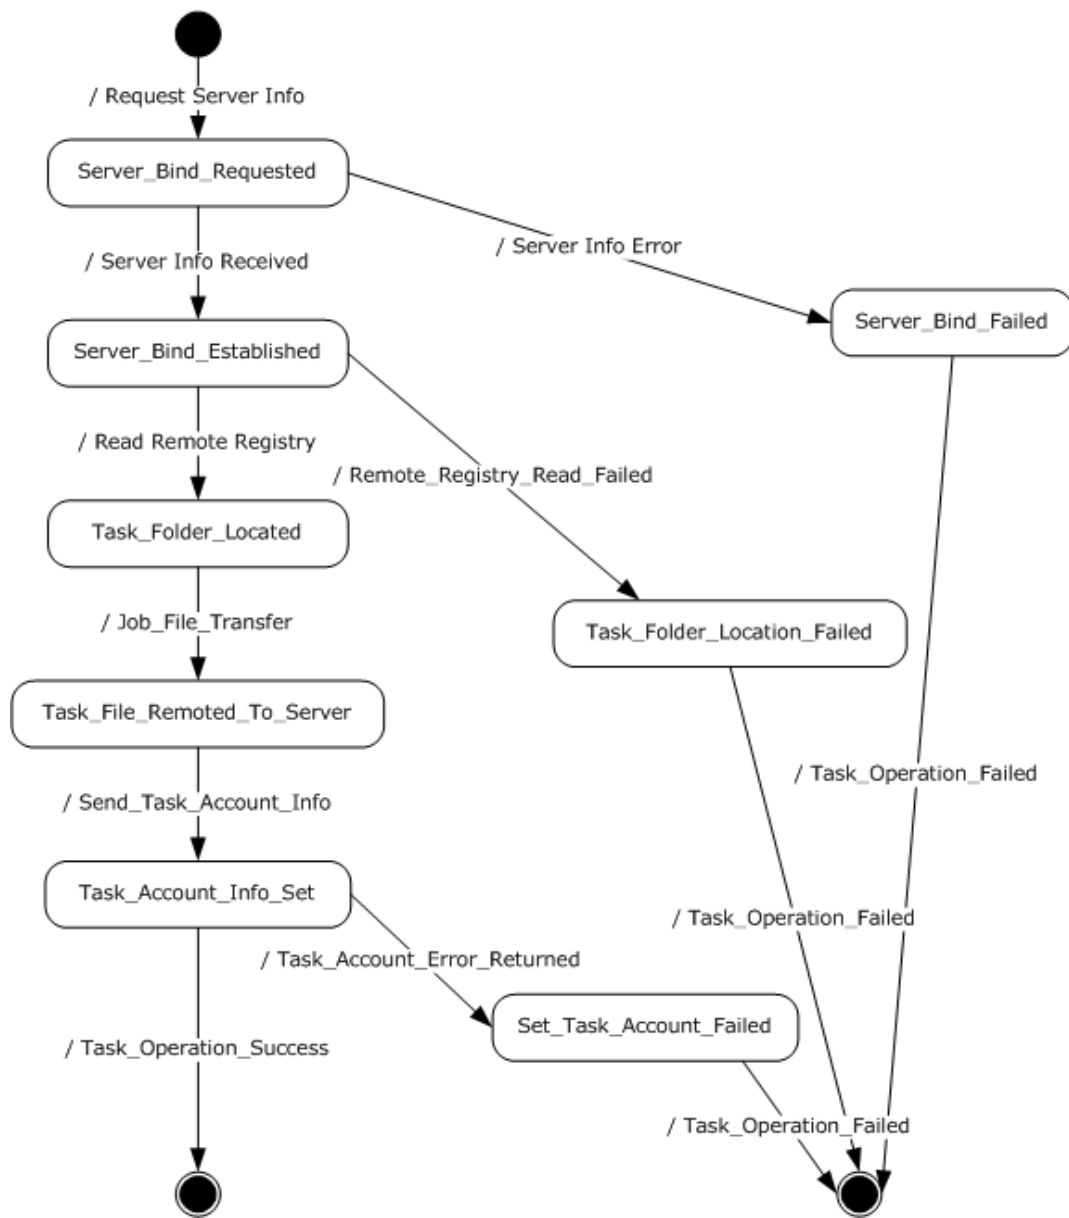 / Request Server Info
Server_Bind_Requested
/ Server Info Error
/ Server Info Received
Server_Bind_Failed
Server_Bind_Established
/ Read Remote Registry
/ Remote_Registry_Read_Failed
Task_Folder_Located
/ Job_File_Transfer
Task_Folder_Location_Failed
Task_File_Remoted_To_Server
/ Task_Operation_Failed
/ Send_Task_Account_Info
Task_Account_Info_Set
/ Task_Operation_Failed
/ Task_Account_Error_Returned
Set_Task_Account_Failed
/ Task_Operation_Success
/ Task_Operation_Failed